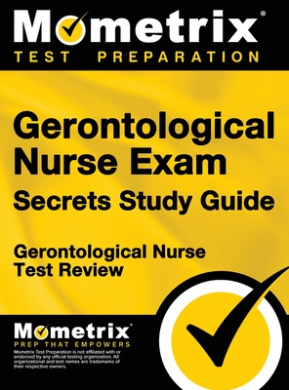 Mometrix®
TEST PREPARATION
Gerontological
Nurse Exam
Secrets Study Guide
Gerontological Nurse
Test Review
Mometrix®
PREP THAT EMPOWERS
Mometrix Test Preparation is not affiliated with or
endorsed by any official testing organization. All
organizational and test names are trademarks of
their respective owners.